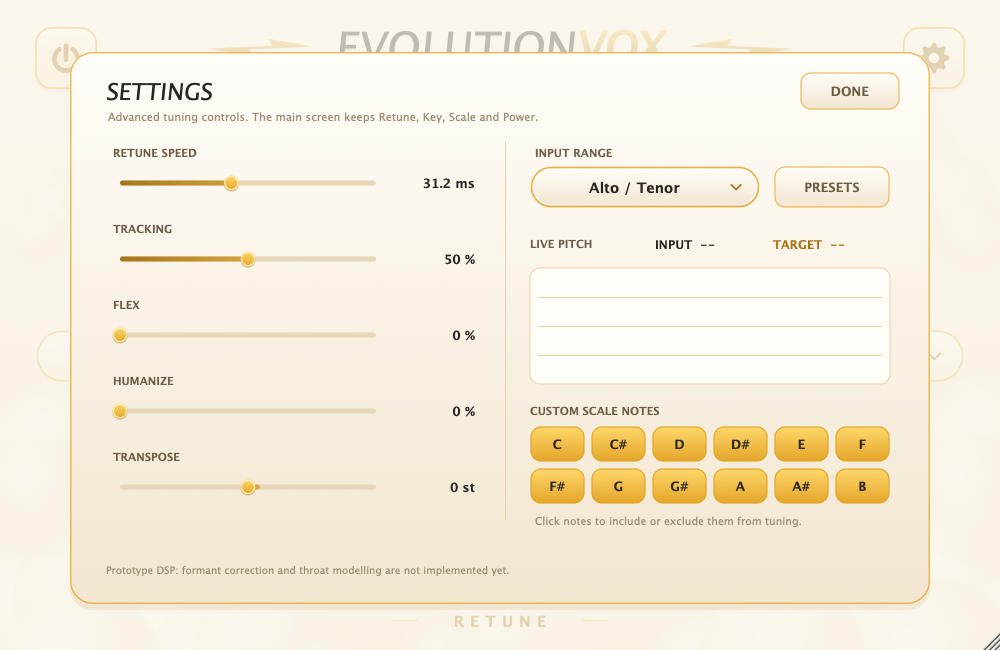 EVOLUTIONVOX
SETTINGS
DONE
Advanced tuning controls. The main screen keeps Retune, Key, Scale and Power.
RETUNE SPEED
31.2 ms
TRACKING
50 %
FLEX
0 %
HUMANIZE
0 %
TRANSPOSE
0 st
INPUT RANGE
Alto / Tenor
PRESETS
LIVE PITCH INPUT -- TARGET --
CUSTOM SCALE NOTES
C C# D D# E F
F# G G# A A# B
Click notes to include or exclude them from tuning.
Prototype DSP: formant correction and throat modelling are not implemented yet.
RETUNE